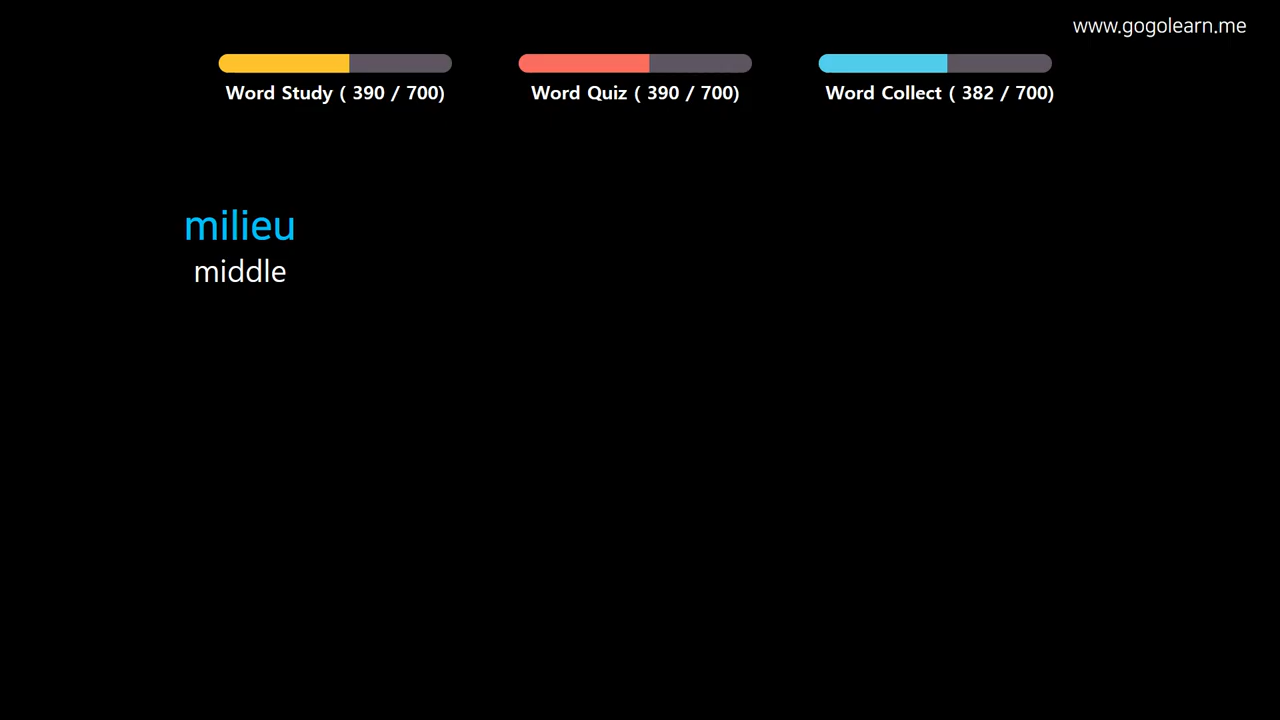 www.gogolearn.me
Word Study ( 390 / 700)
Word Quiz ( 390 / 700)
Word Collect ( 382 / 700)
milieu
middle